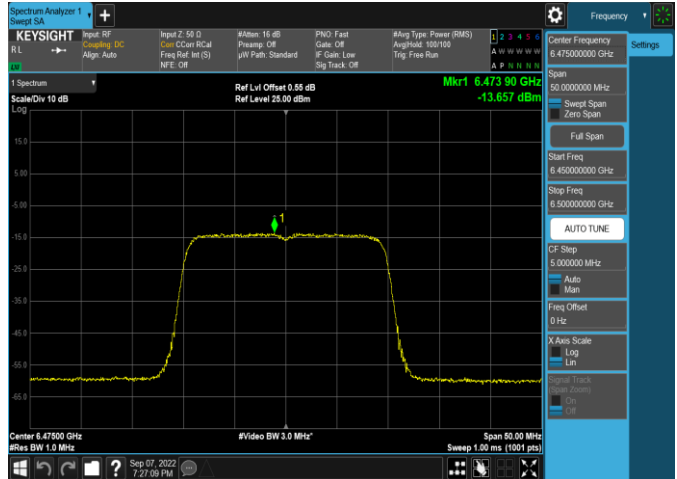 Spectrum Analyzer 1
Swept SA
Frequency
KEYSIGHT
RL
Input: RF
Coupling: DC
Align: Auto
Input Z: 50 Ω
Corr CCorr RCal
Freq Ref: Int (S)
NFE: Off
#Atten: 16 dB
Preamp: Off
µW Path: Standard
PNO: Fast
Gate: Off
IF Gain: Low
Sig Track: Off
#Avg Type: Power (RMS)
Avg|Hold: 100/100
Trig: Free Run
1 2 3 4 5 6
A W W W W W
A P N N N N
1 Spectrum
Scale/Div 10 dB
Log
Ref Lvl Offset 0.55 dB
Ref Level 25.00 dBm
Mkr1 6.473 90 GHz
-13.657 dBm
15.0
5.00
-5.00
-15.0
-25.0
-35.0
-45.0
-55.0
-65.0
1
Center 6.47500 GHz
#Res BW 1.0 MHz
#Video BW 3.0 MHz*
Span 50.00 MHz
Sweep 1.00 ms (1001 pts)
Sep 07, 2022
7:27:09 PM
Center Frequency
6.475000000 GHz
Settings
Span
50.0000000 MHz
Swept Span
Zero Span
Full Span
Start Freq
6.450000000 GHz
Stop Freq
6.500000000 GHz
AUTO TUNE
CF Step
5.000000 MHz
Auto
Man
Freq Offset
0 Hz
X Axis Scale
Log
Lin
Signal Track
(Span Zoom)
On
Off